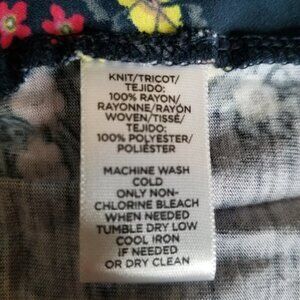 KNIT/TRICOT/
TEJIDO:
100% RAYON/
RAYONNE/RAYÓN
WOVEN/TISSÉ/
TEJIDO:
100% POLYESTER/
POLIÉSTER
MACHINE WASH
COLD
ONLY NON-
CHLORINE BLEACH
WHEN NEEDED
TUMBLE DRY LOW
COOL IRON
IF NEEDED
OR DRY CLEAN